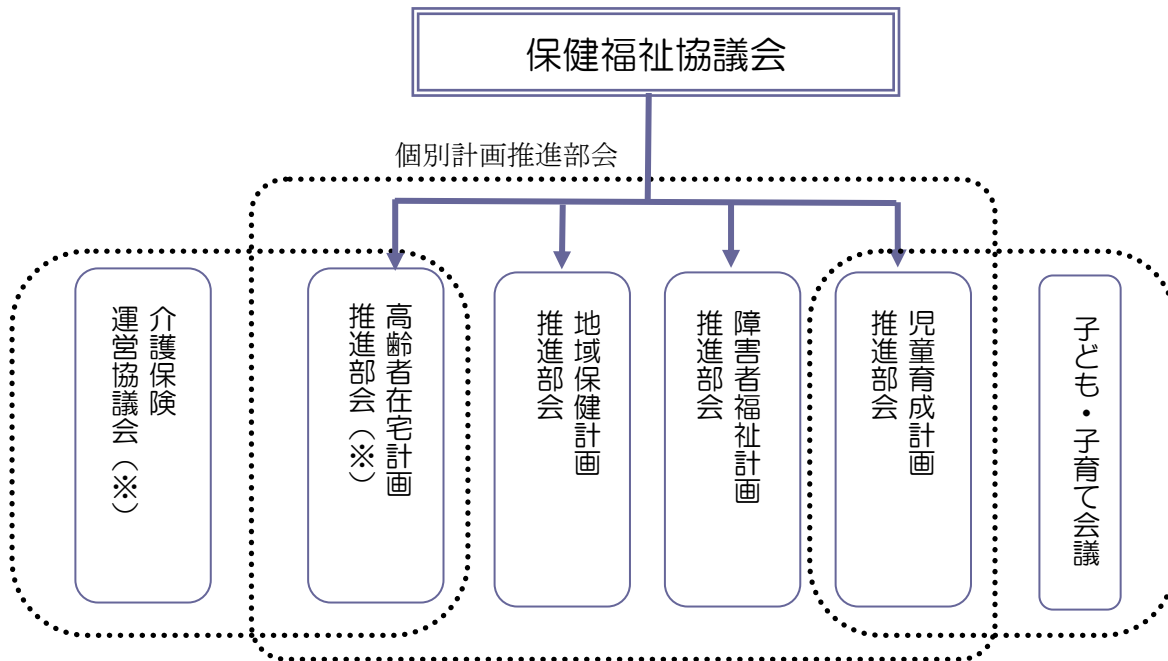 保健福祉協議会
個別計画推進部会
介護保険
運営協議会（※）
高齢者在宅計画
推進部会（※）
地域保健計画
推進部会
障害者福祉計画
推進部会
児童育成計画
推進部会
子ども・子育て会議